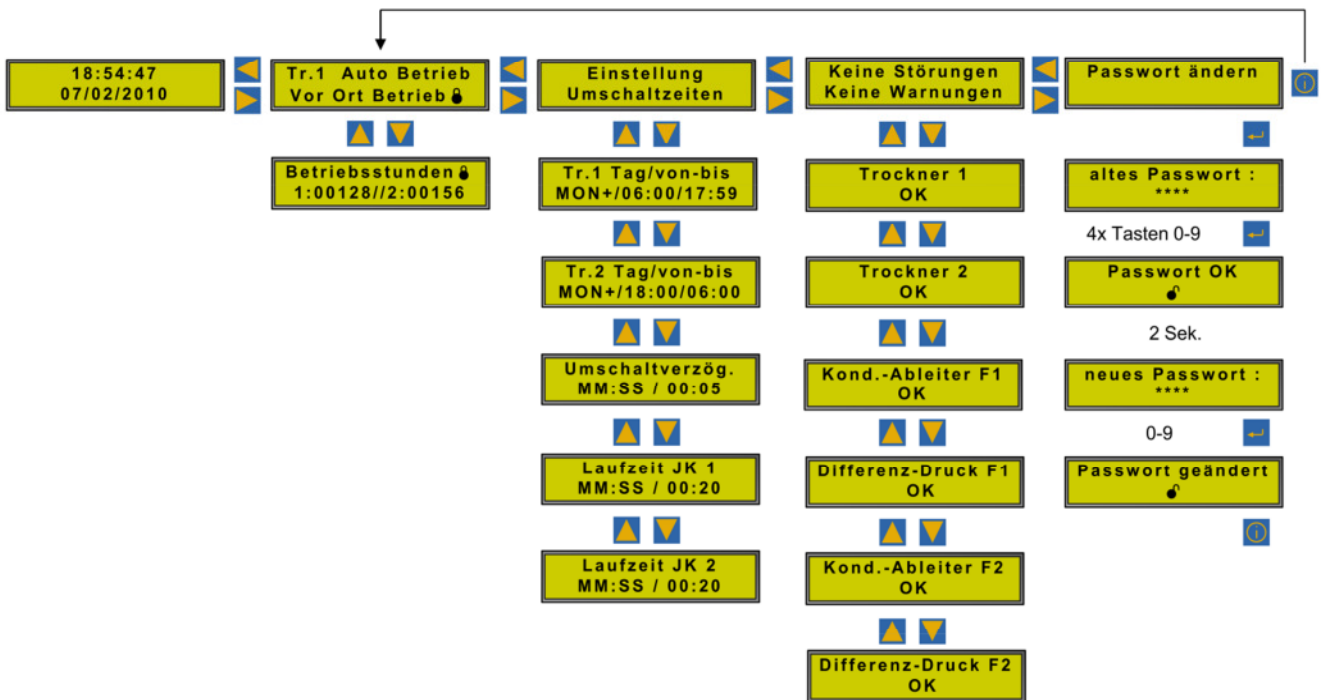 18:54:47
07/02/2010
Tr.1 Auto Betrieb
Vor Ort Betrieb
Betriebsstunden
1:00128//2:00156
Einstellung
Umschaltzeiten
Tr.1 Tag/von-bis
MON+/06:00/17:59
Tr.2 Tag/von-bis
MON+/18:00/06:00
Umschaltverzög.
MM:SS / 00:05
Laufzeit JK 1
MM:SS / 00:20
Laufzeit JK 2
MM:SS / 00:20
Keine Störungen
Keine Warnungen
Trockner 1
OK
Trockner 2
OK
Kond.-Ableiter F1
OK
Differenz-Druck F1
OK
Kond.-Ableiter F2
OK
Differenz-Druck F2
OK
Passwort ändern
altes Passwort :
****
4x Tasten 0-9
Passwort OK
2 Sek.
neues Passwort :
****
0-9
Passwort geändert